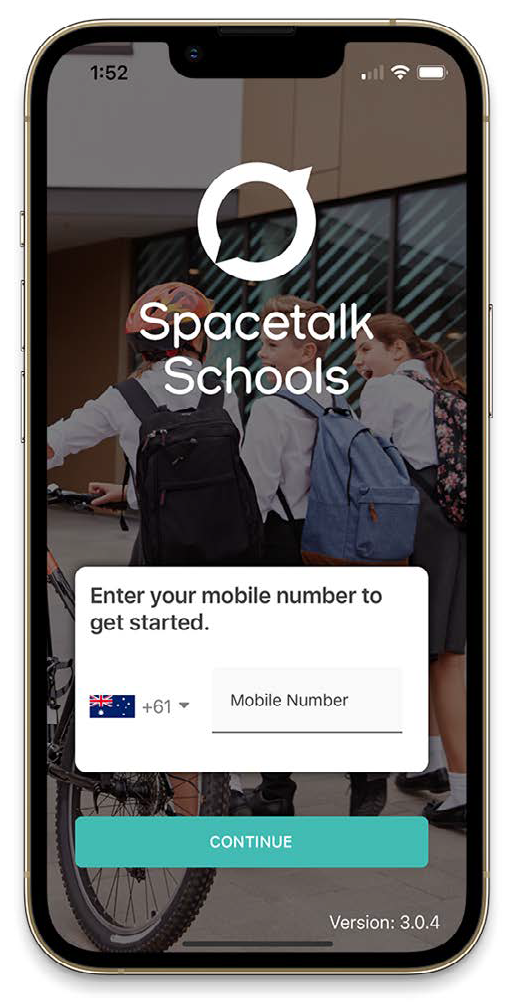 1:52
Spacetalk
Schools
Enter your mobile number to
get started.
+61
Mobile Number
CONTINUE
Version: 3.0.4